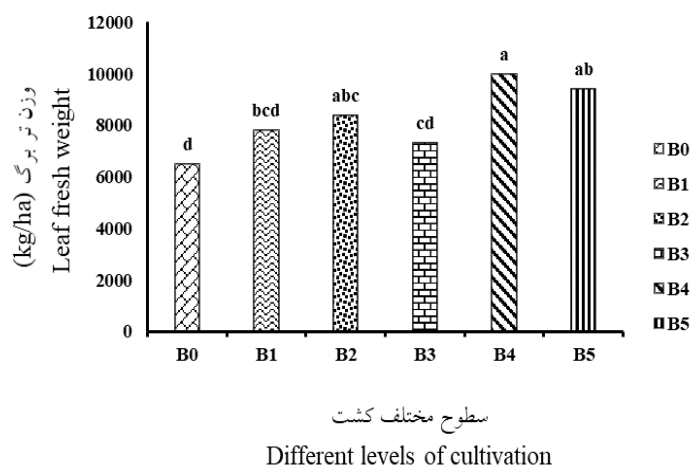 12000
10000
8000
6000
4000
2000
0
وزن تر برگ (kg/ha)
Leaf fresh weight
d
bcd
abc
cd
a
ab
B0
B1
B2
B3
B4
B5
B0
B1
B2
B3
B4
B5
سطوح مختلف کشت
Different levels of cultivation